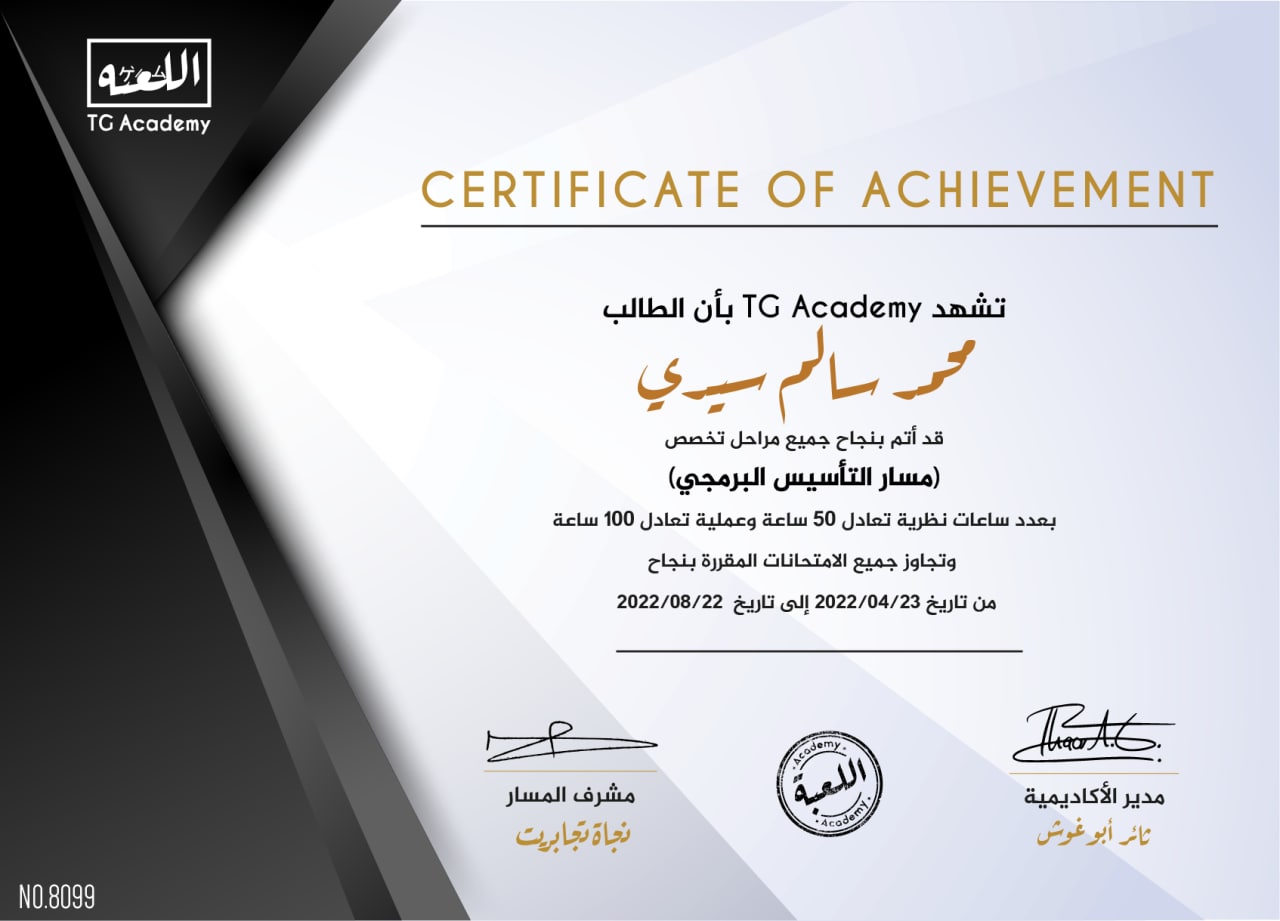 اللعبة
ゲーム
TG Academy
CERTIFICATE OF ACHIEVEMENT
تشهد TG Academy بأن الطالب
محمد سالم سيدي
قد أتم بنجاح جميع مراحل تخصص
(مسار التأسيس البرمجي)
بعدد ساعات نظرية تعادل 50 ساعة وعملية تعادل 100 ساعة
وتجاوز جميع الامتحانات المقررة بنجاح
من تاريخ 2022/04/23 إلى تاريخ 2022/08/22
مدير الأكاديمية
ثائر أبو غوش
Academy
اللعبة
Academy
مشرف المسار
نجاة تجابريت
NO.8099